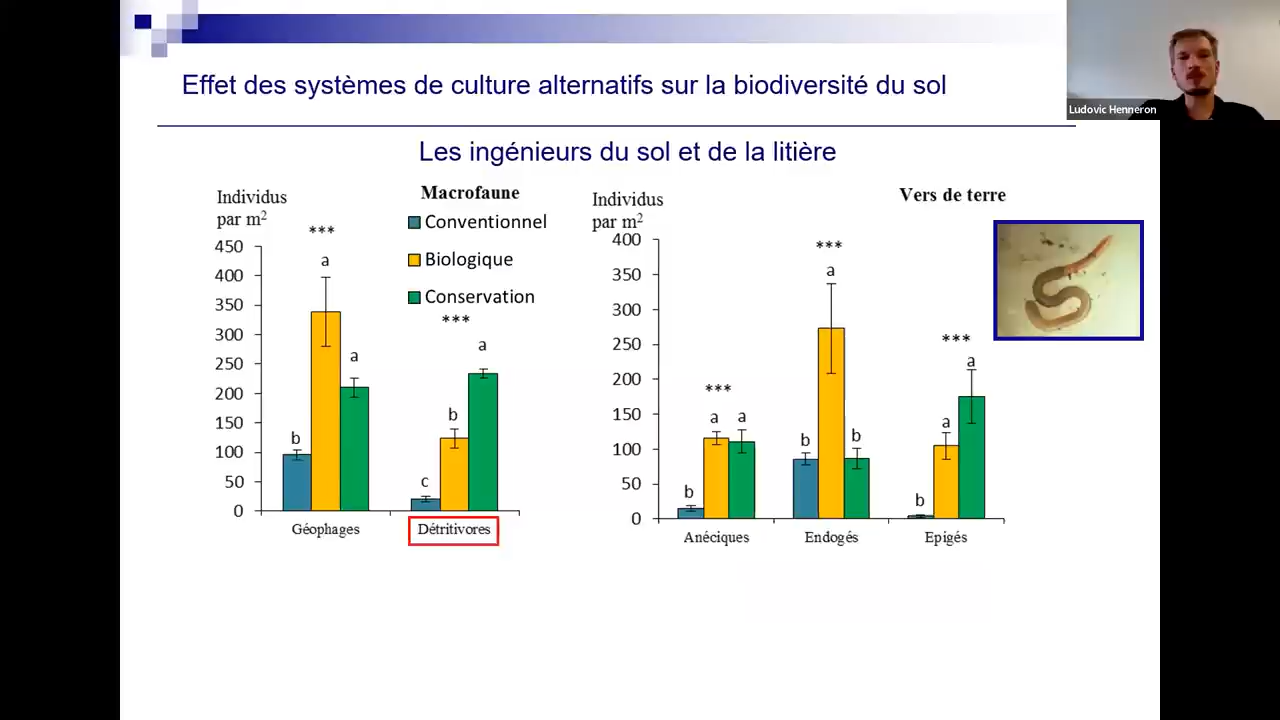 Effet des systèmes de culture alternatifs sur la biodiversité du sol
Ludovic Henneron
Les ingénieurs du sol et de la litière
Individus
par m²
Macrofaune
Conventionnel
Biologique
Conservation
450
400
350
300
250
200
150
100
50
0
***
a
a
b
***
a
b
c
Géophages
Détritivores
Individus
par m²
Vers de terre
400
350
300
250
200
150
100
50
0
***
a
a
b
***
a
b
b
***
a
a
b
Anéciques
Endogés
Epigés